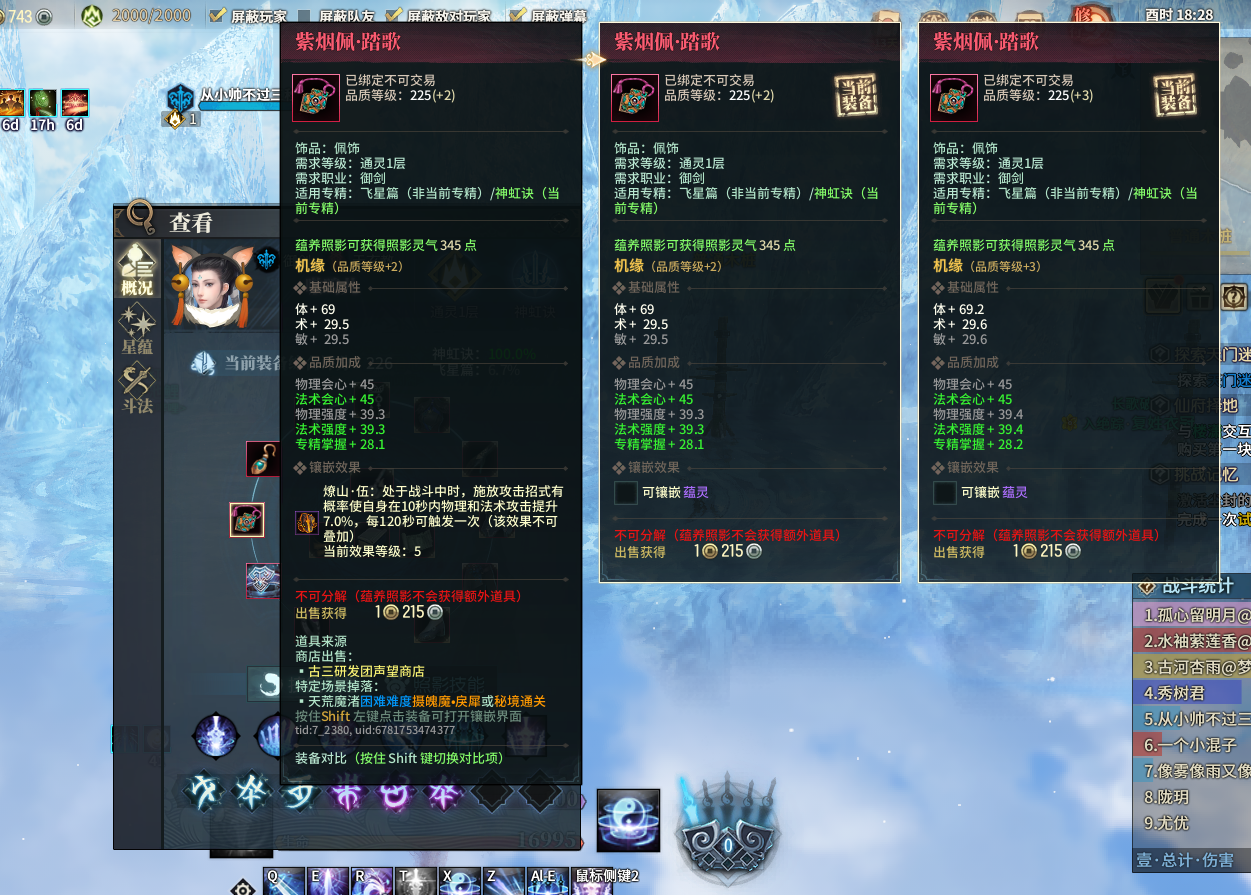 743
2000/2000
屏蔽玩家
屏蔽队友
屏蔽敌对玩家
屏蔽弹幕
酉时 18:28
6d
17h
6d
从小帅不过三
1
查看
概况
星蕴
斗法
当前装备
紫烟佩·踏歌
已绑定不可交易
品质等级：225(+2)
饰品：佩饰
需求等级：通灵1层
需求职业：御剑
适用专精：飞星篇（非当前专精）/神虹诀（当
前专精）
蕴养照影可获得照影灵气 345 点
机缘（品质等级+2）
基础属性
体 + 69
术 + 29.5
敏 + 29.5
品质加成
物理会心 + 45
法术会心 + 45
物理强度 + 39.3
法术强度 + 39.3
专精掌握 + 28.1
镶嵌效果
燎山·伍：处于战斗中时，施放攻击招式有
概率使自身在10秒内物理和法术攻击提升
7.0%，每120秒可触发一次（该效果不可
叠加）
当前效果等级：5
不可分解（蕴养照影不会获得额外道具）
出售获得 1 215
道具来源
商店出售：
▪古三研发团声望商店
特定场景掉落：
▪天荒魔渚困难难度摄魄魔•戾犀或秘境通关
按住Shift 左键点击装备可打开镶嵌界面
tid:7_2380, uid:6781753474377
装备对比（按住 Shift 键切换对比项）
紫烟佩·踏歌
已绑定不可交易
品质等级：225(+2)
当前
装备
饰品：佩饰
需求等级：通灵1层
需求职业：御剑
适用专精：飞星篇（非当前专精）/神虹诀（当
前专精）
蕴养照影可获得照影灵气 345 点
机缘（品质等级+2）
基础属性
体 + 69
术 + 29.5
敏 + 29.5
品质加成
物理会心 + 45
法术会心 + 45
物理强度 + 39.3
法术强度 + 39.3
专精掌握 + 28.1
镶嵌效果
可镶嵌 蕴灵
不可分解（蕴养照影不会获得额外道具）
出售获得 1 215
紫烟佩·踏歌
已绑定不可交易
品质等级：225(+3)
当前
装备
饰品：佩饰
需求等级：通灵1层
需求职业：御剑
适用专精：飞星篇（非当前专精）/神虹诀（当
前专精）
蕴养照影可获得照影灵气 345 点
机缘（品质等级+3）
基础属性
体 + 69.2
术 + 29.6
敏 + 29.6
品质加成
物理会心 + 45
法术会心 + 45
物理强度 + 39.4
法术强度 + 39.4
专精掌握 + 28.2
镶嵌效果
可镶嵌 蕴灵
不可分解（蕴养照影不会获得额外道具）
出售获得 1 215
战斗统计
1.孤心留明月@
2.水袖萦莲香@
3.古河杏雨@梦
4.秀树君
5.从小帅不过三
6.一个小混子
7.像雾像雨又像
8.陇玥
9.尤优
壹·总计·伤害
16995
0
Q
E
R
T
X
Z
Al,E
鼠标侧键2